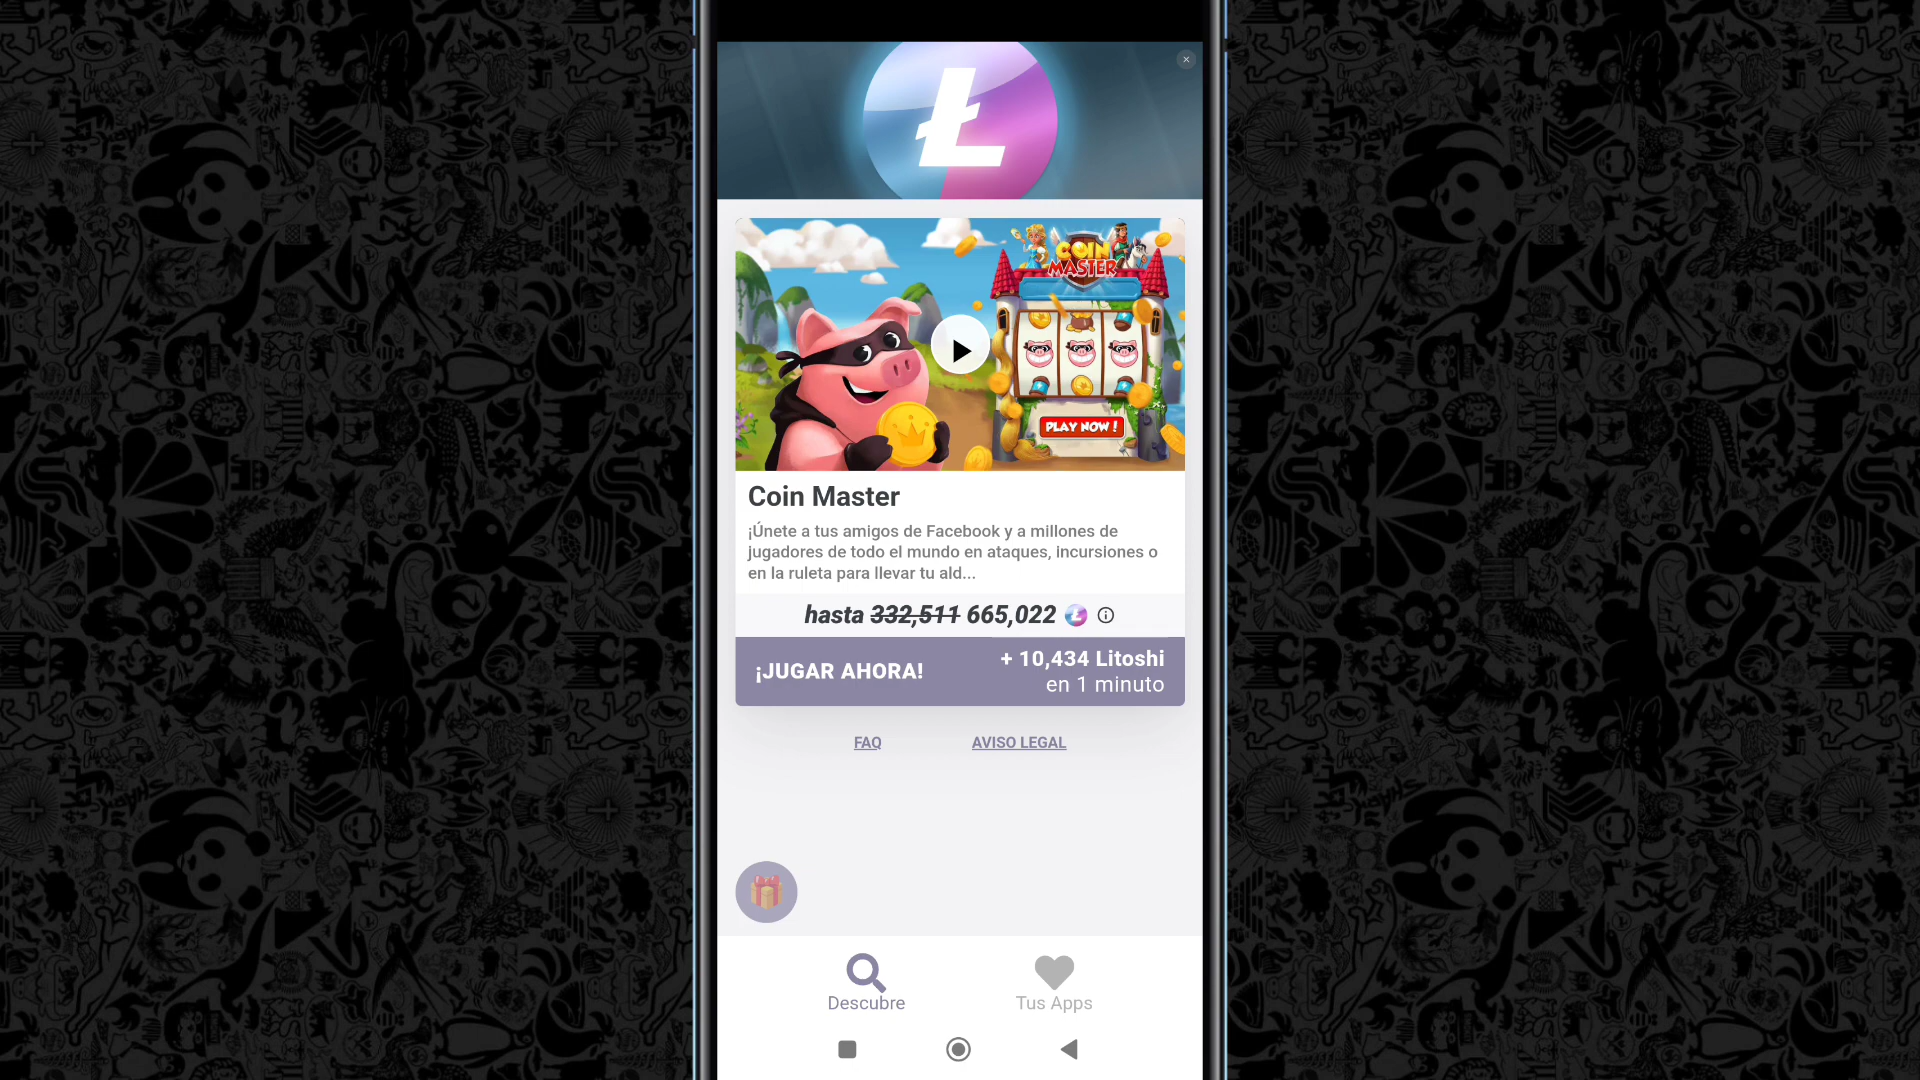 COIN
MASTER
PLAY NOW !
Coin Master
¡Únete a tus amigos de Facebook y a millones de
jugadores de todo el mundo en ataques, incursiones o
en la ruleta para llevar tu ald...
hasta 332,511 665,022
¡JUGAR AHORA!
+ 10,434 Litoshi
en 1 minuto
FAQ
AVISO LEGAL
Descubre
Tus Apps